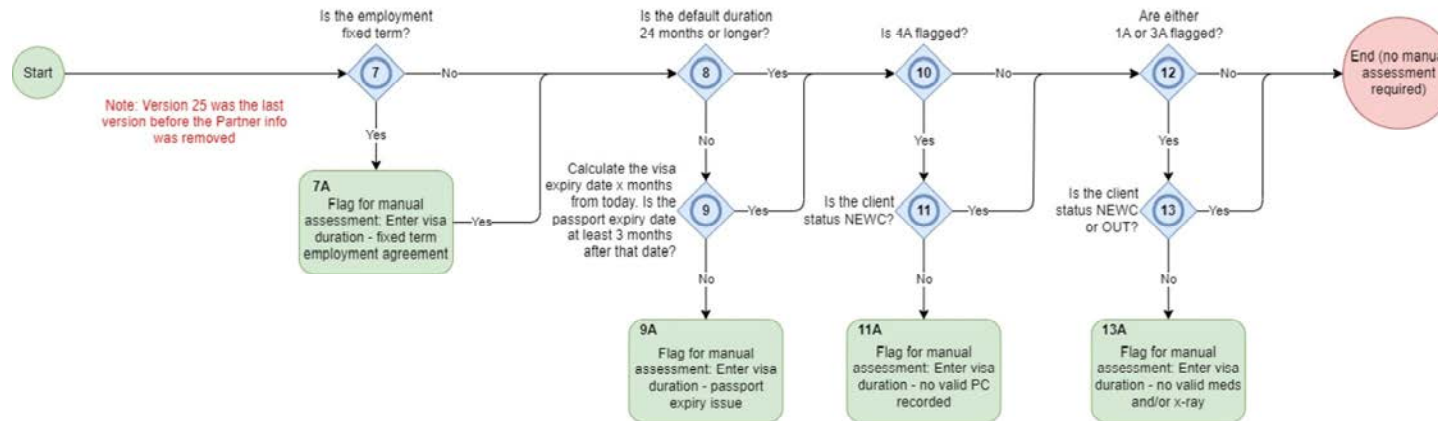 Start
Note: Version 25 was the last
version before the Partner info
was removed
Is the employment
fixed term?
7
No
Yes
7A
Flag for manual
assessment: Enter visa
duration - fixed term
employment agreement
Yes
Is the default duration
24 months or longer?
8
Yes
No
Calculate the visa
expiry date x months
from today. Is the
passport expiry date
at least 3 months
after that date?
9
Yes
No
9A
Flag for manual
assessment: Enter visa
duration - passport
expiry issue
Is 4A flagged?
10
No
Yes
Is the client
status NEWC?
11
Yes
No
11A
Flag for manual
assessment: Enter visa
duration - no valid PC
recorded
Are either
1A or 3A flagged?
12
No
Yes
Is the client
status NEWC
or OUT?
13
Yes
No
13A
Flag for manual
assessment: Enter visa
duration - no valid meds
and/or x-ray
End (no manua
assessment
required)